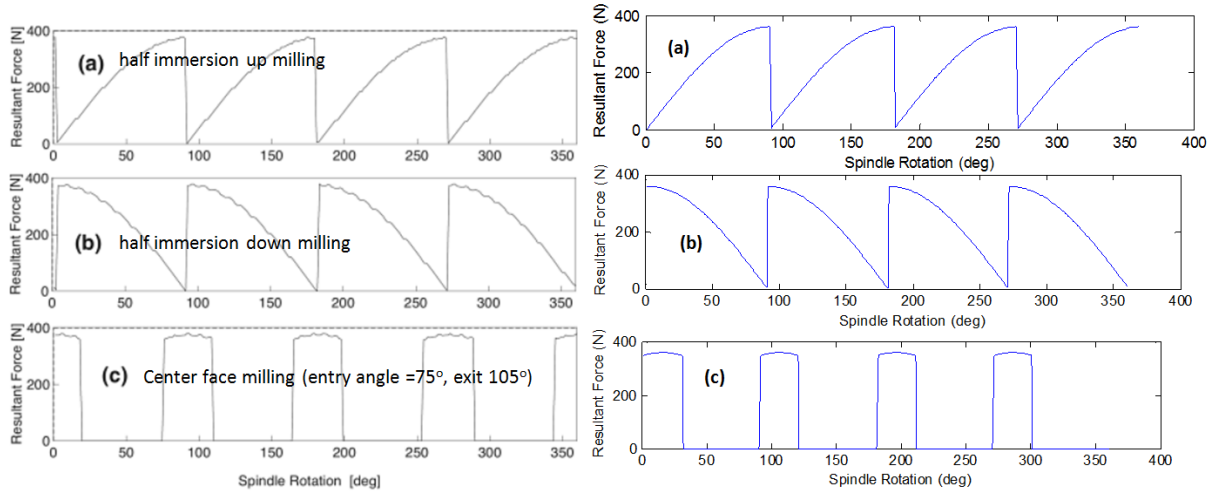 Resultant Force [N]
400
200
0
(a) half immersion up milling
0 50 100 150 200 250 300 350
Resultant Force [N]
400
200
0
(b) half immersion down milling
0 50 100 150 200 250 300 350
Resultant Force [N]
400
200
0
(c) Center face milling (entry angle =75°, exit 105°)
0 50 100 150 200 250 300 350
Spindle Rotation [deg]
Resultant Force (N)
400
200
0
(a)
0 50 100 150 200 250 300 350 400
Spindle Rotation (deg)
Resultant Force (N)
400
200
0
(b)
0 50 100 150 200 250 300 350 400
Spindle Rotation (deg)
Resultant Force (N)
400
200
0
(c)
0 50 100 150 200 250 300 350 400
Spindle Rotation (deg)